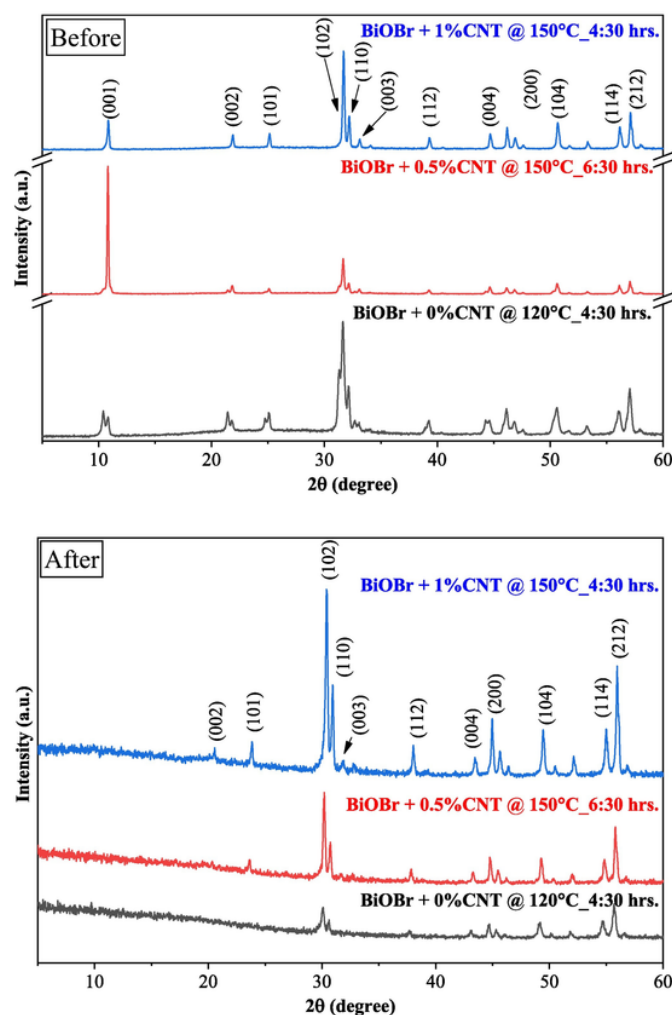 Before
BiOBr + 1%CNT @ 150°C_4:30 hrs.
(001)
(002)
(101)
(102)
(110)
(003)
(112)
(004)
(200)
(104)
(114)
(212)
BiOBr + 0.5%CNT @ 150°C_6:30 hrs.
BiOBr + 0%CNT @ 120°C_4:30 hrs.
Intensity (a.u.)
10 20 30 40 50 60
2θ (degree)
After
BiOBr + 1%CNT @ 150°C_4:30 hrs.
(002)
(101)
(102)
(110)
(003)
(112)
(004)
(200)
(104)
(114)
(212)
BiOBr + 0.5%CNT @ 150°C_6:30 hrs.
BiOBr + 0%CNT @ 120°C_4:30 hrs.
Intensity (a.u.)
10 20 30 40 50 60
2θ (degree)